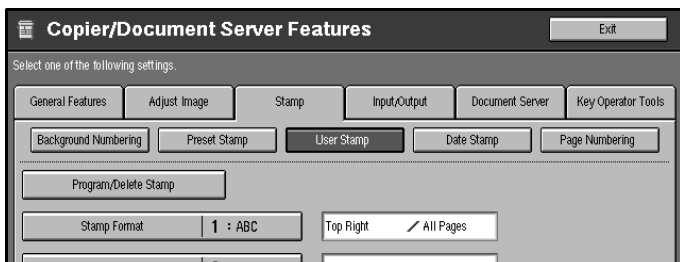 Copier/Document Server Features Exit
Select one of the following settings.
General Features Adjust Image Stamp Input/Output Document Server Key Operator Tools
Background Numbering Preset Stamp User Stamp Date Stamp Page Numbering
Program/Delete Stamp
Stamp Format 1 : ABC Top Right / All Pages